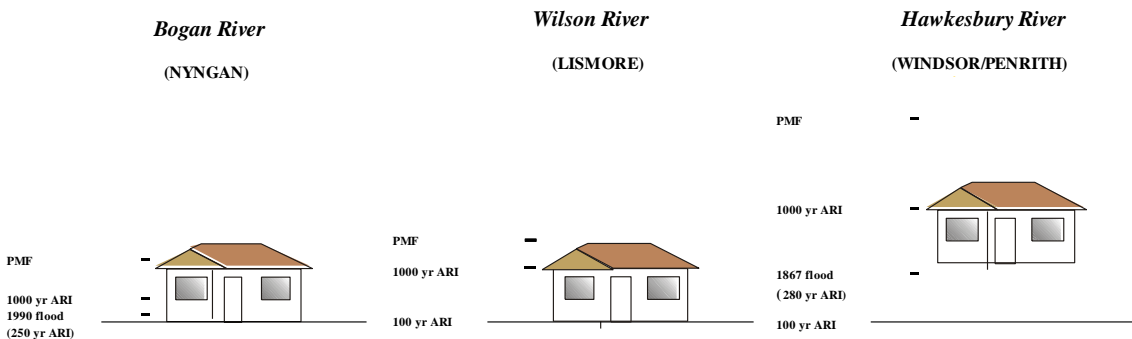 Bogan River
(NYNGAN)
PMF
1000 yr ARI
1990 flood
(250 yr ARI)
Wilson River
(LISMORE)
PMF
1000 yr ARI
100 yr ARI
Hawkesbury River
(WINDSOR/PENRITH)
PMF
1000 yr ARI
1867 flood
(280 yr ARI)
100 yr ARI